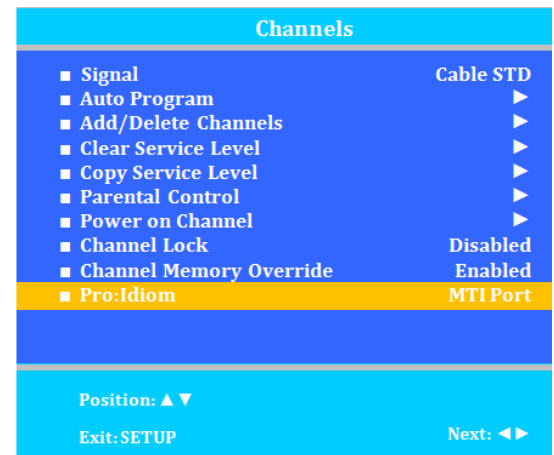 Channels
■ Signal Cable STD
■ Auto Program ►
■ Add/Delete Channels ►
■ Clear Service Level ►
■ Copy Service Level ►
■ Parental Control ►
■ Power on Channel ►
■ Channel Lock Disabled
■ Channel Memory Override Enabled
■ Pro:Idiom MTI Port
Position: ▲▼
Exit: SETUP Next: ◄►